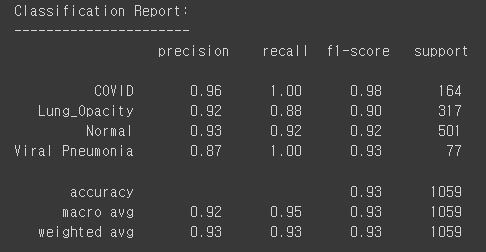 Classification Report:
----------------------
precision recall f1-score support
COVID 0.96 1.00 0.98 164
Lung_Opacity 0.92 0.88 0.90 317
Normal 0.93 0.92 0.92 501
Viral Pneumonia 0.87 1.00 0.93 77
accuracy 0.93 1059
macro avg 0.92 0.95 0.93 1059
weighted avg 0.93 0.93 0.93 1059